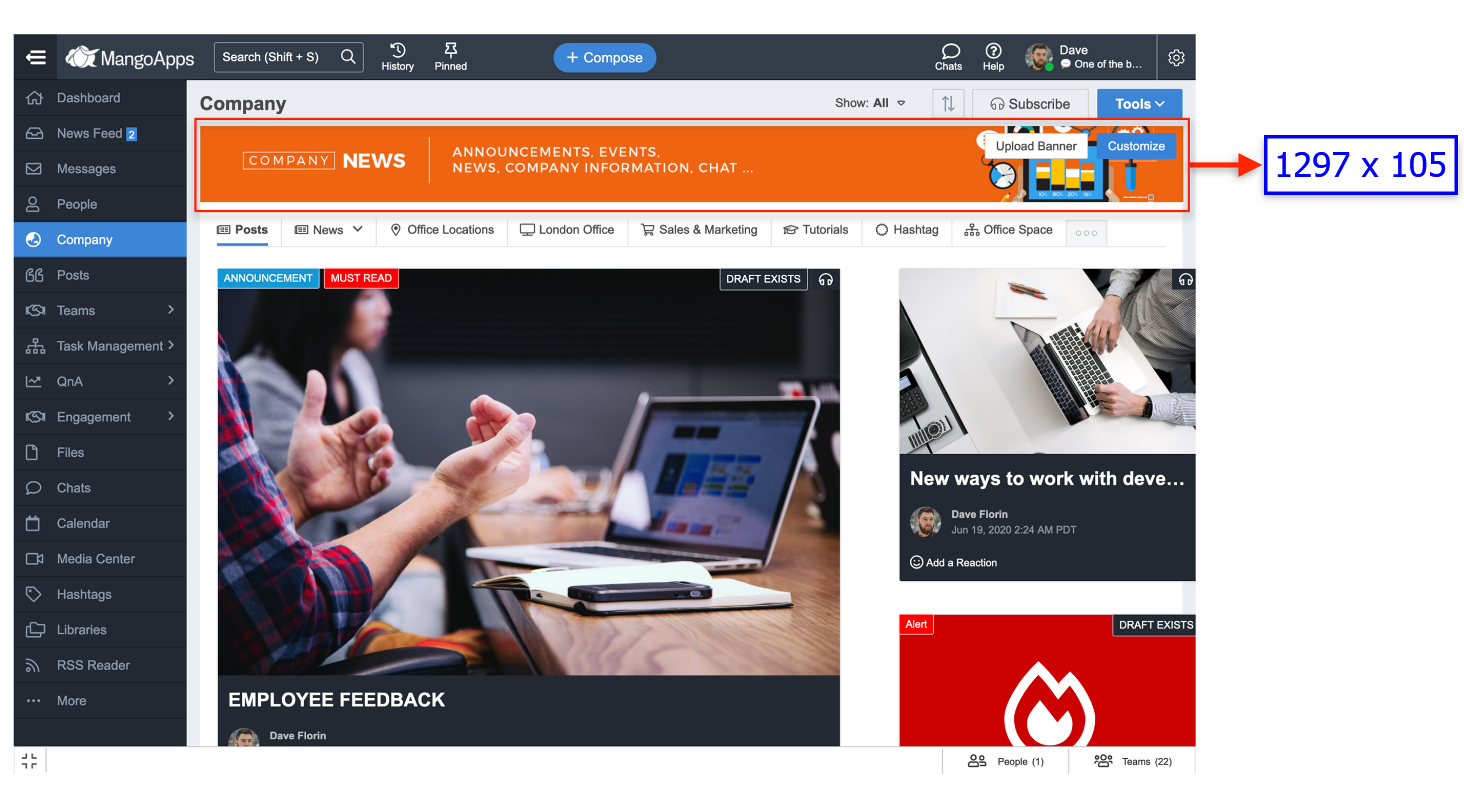 MangoApps
Search (Shift + S)
History
Pinned
+ Compose
Chats
Help
Dave
One of the b...
Dashboard
News Feed 2
Messages
People
Company
Posts
Teams
Task Management
QnA
Engagement
Files
Chats
Calendar
Media Center
Hashtags
Libraries
RSS Reader
More
Company
Show: All
Subscribe
Tools
COMPANY NEWS
ANNOUNCEMENTS, EVENTS,
NEWS, COMPANY INFORMATION, CHAT ...
Upload Banner
Customize
1297 x 105
Posts
News
Office Locations
London Office
Sales & Marketing
Tutorials
Hashtag
Office Space
ANNOUNCEMENT
MUST READ
DRAFT EXISTS
EMPLOYEE FEEDBACK
Dave Florin
New ways to work with deve...
Dave Florin
Jun 19, 2020 2:24 AM PDT
Add a Reaction
Alert
DRAFT EXISTS
People (1)
Teams (22)